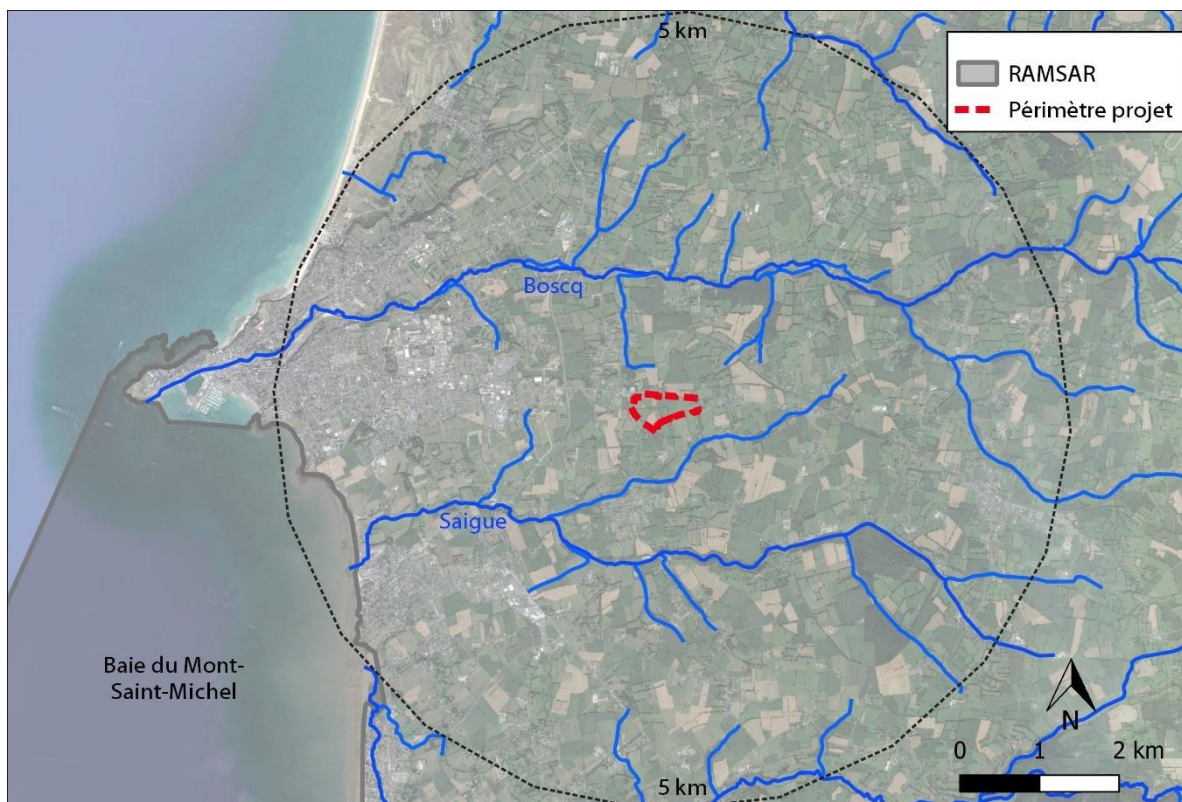 5 km
RAMSAR
Périmètre projet
Boscq
Saigue
Baie du Mont-
Saint-Michel
N
0 1 2 km
5 km